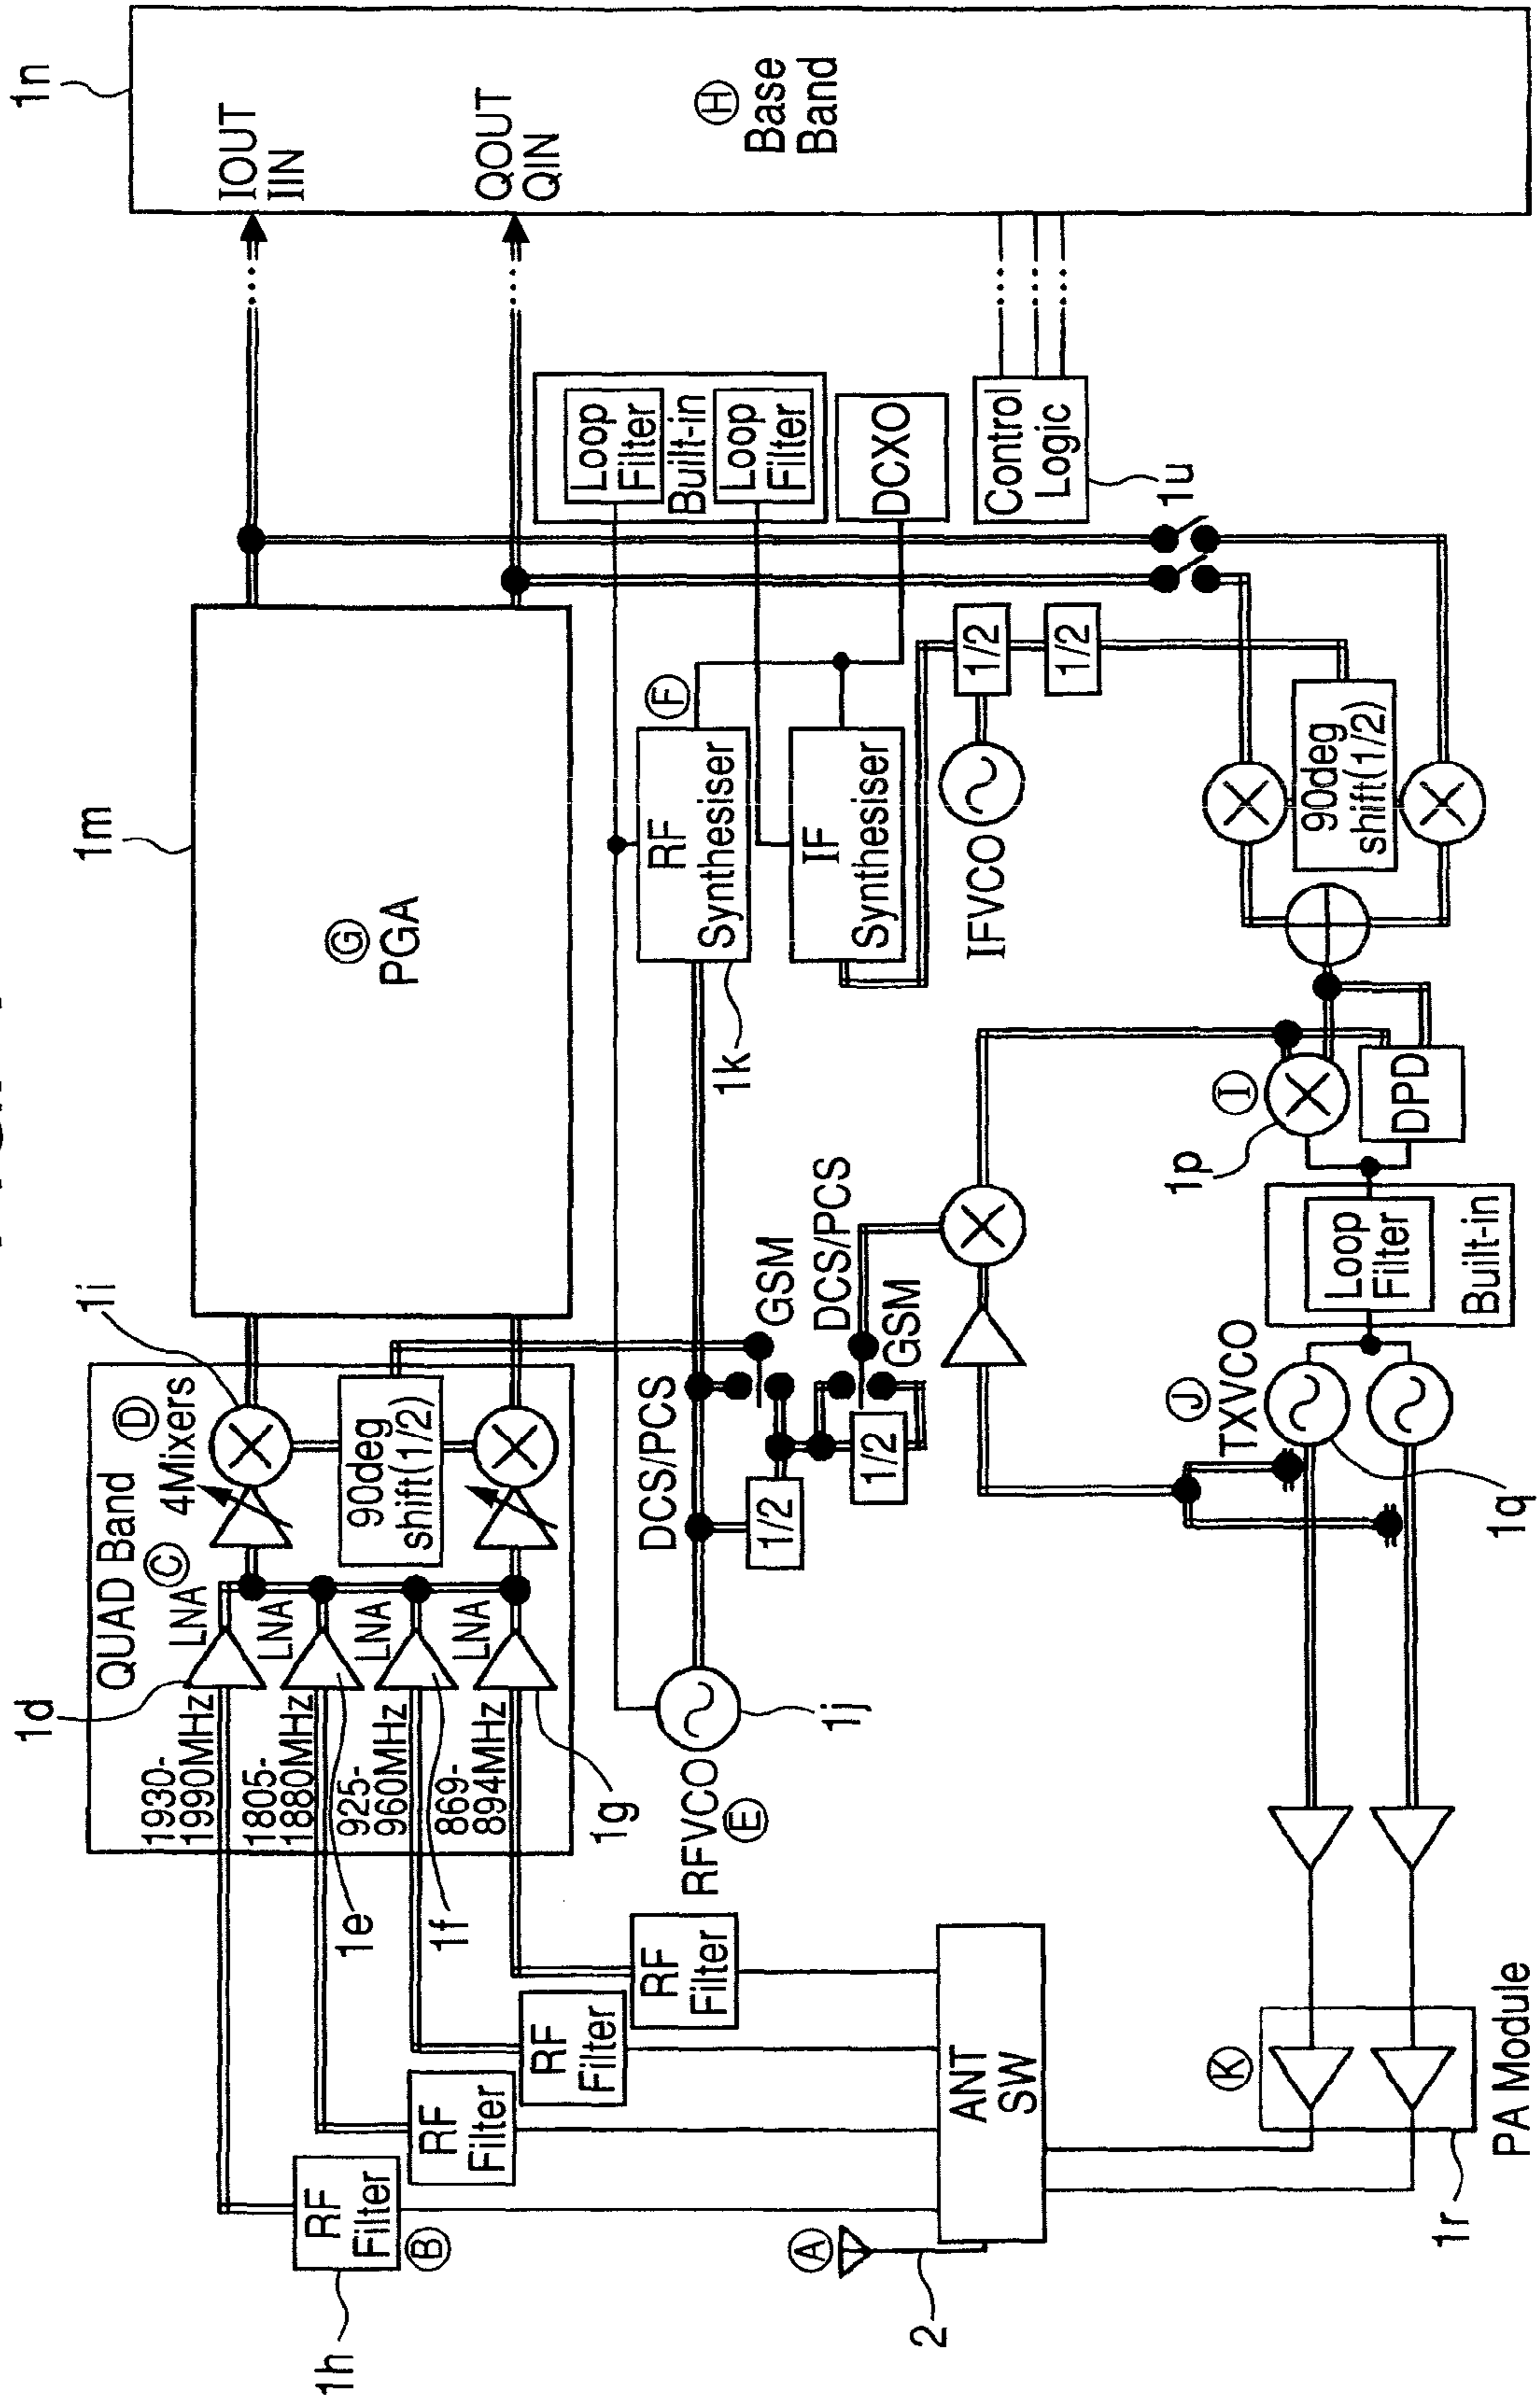 1n
IOUT
IIN
QOUT
QIN
Ⓗ
Base
Band
1m
Ⓖ
PGA
Loop
Filter
Built-in
Loop
Filter
DCXO
Control
Logic
1u
Ⓕ
RF
Synthesiser
1k
IF
Synthesiser
IFVCO
1/2
1/2
90deg
shift(1/2)
1i
QUAD Band
Ⓓ
4Mixers
Ⓒ
LNA
LNA
LNA
LNA
90deg
shift(1/2)
1d
1930-
1990MHz
1805-
1880MHz
925-
960MHz
869-
894MHz
1e
1f
1g
DCS/PCS
GSM
1/2
DCS/PCS
GSM
1/2
RFVCO
Ⓔ
1j
Ⓘ
1p
DPD
Loop
Filter
Built-in
Ⓙ
TXVCO
1q
RF
Filter
Ⓑ
1h
RF
Filter
RF
Filter
RF
Filter
Ⓐ
2
ANT
SW
Ⓚ
1r
PA Module